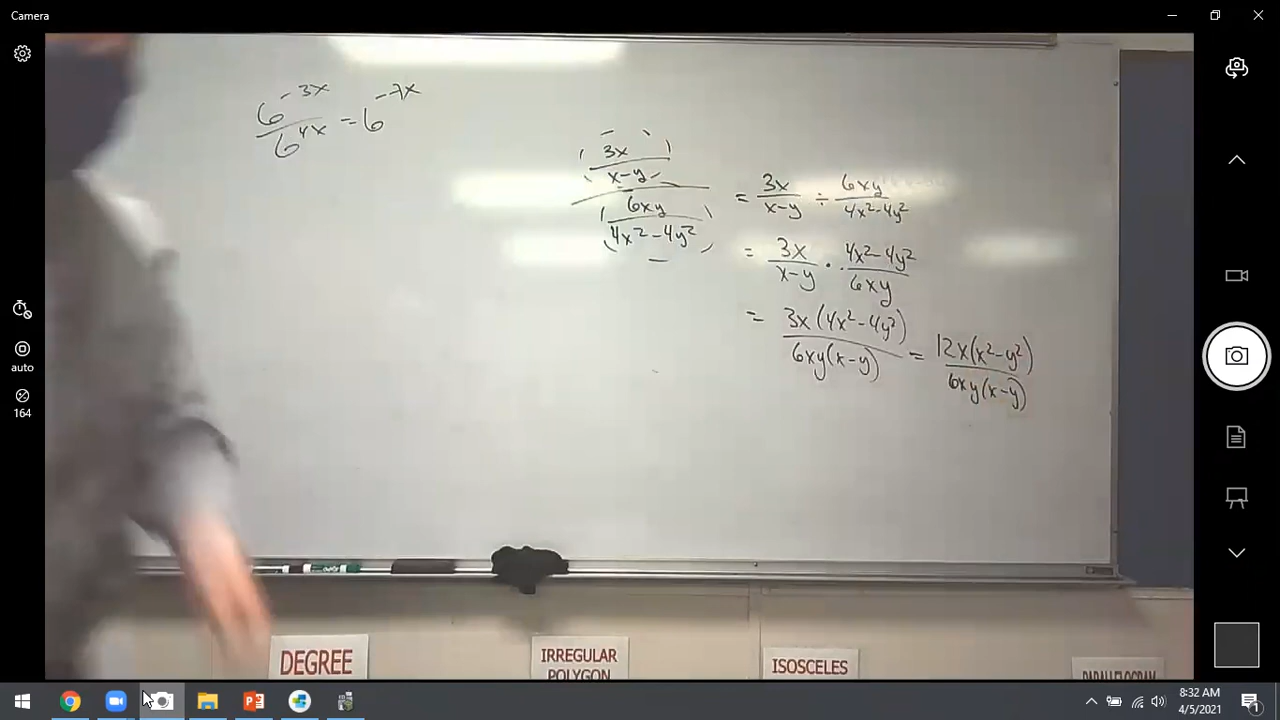 Camera
6^-3x / 6^4x = 6^-7x
(3x / x-y) / (6xy / 4x²-4y²) = 3x / x-y ÷ 6xy / 4x²-4y²
= 3x / x-y · 4x²-4y² / 6xy
= 3x(4x²-4y²) / 6xy(x-y) = 12x(x²-y²) / 6xy(x-y)
auto
164
DEGREE
IRREGULAR
POLYGON
ISOSCELES
PARALLELOGRAM
8:32 AM
4/5/2021
1